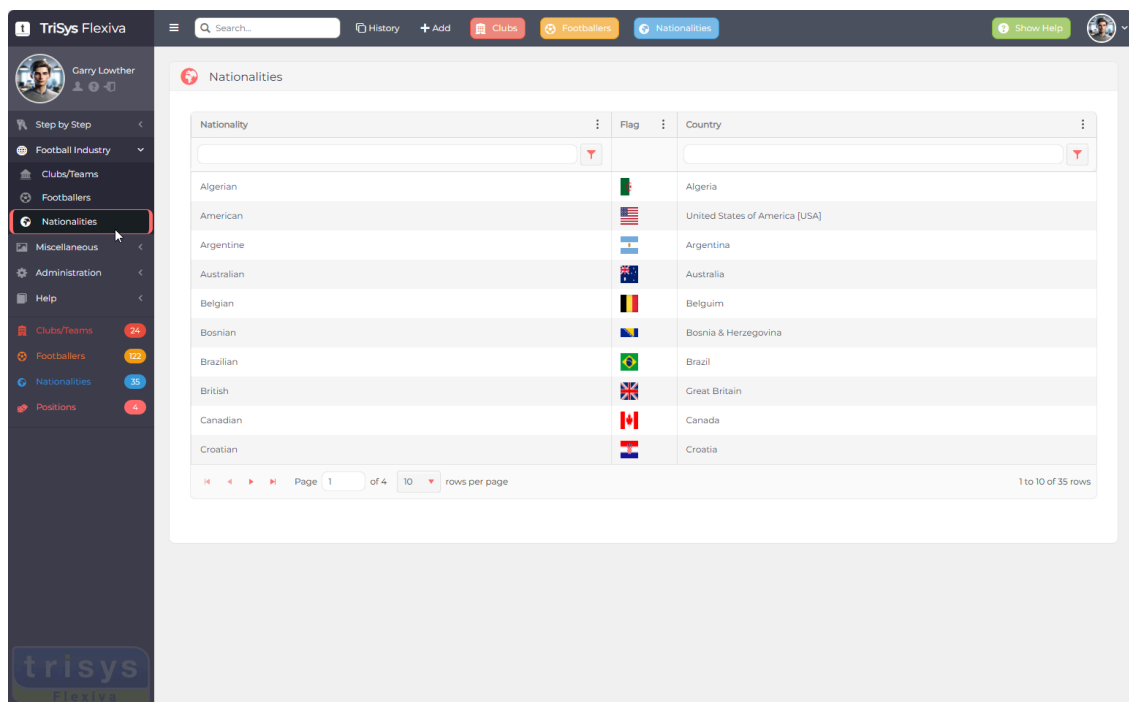 t TriSys Flexiva
Search...
History
Add
Clubs
Footballers
Nationalities
Show Help
Garry Lowther
Nationalities
Step by Step
Football Industry
Clubs/Teams
Footballers
Nationalities
Miscellaneous
Administration
Help
Clubs/Teams 24
Footballers 122
Nationalities 35
Positions 4
Nationality Flag Country
Algerian Algeria
American United States of America [USA]
Argentine Argentina
Australian Australia
Belgian Belguim
Bosnian Bosnia & Herzegovina
Brazilian Brazil
British Great Britain
Canadian Canada
Croatian Croatia
Page 1 of 4 10 rows per page 1 to 10 of 35 rows
trisys
Flexiva